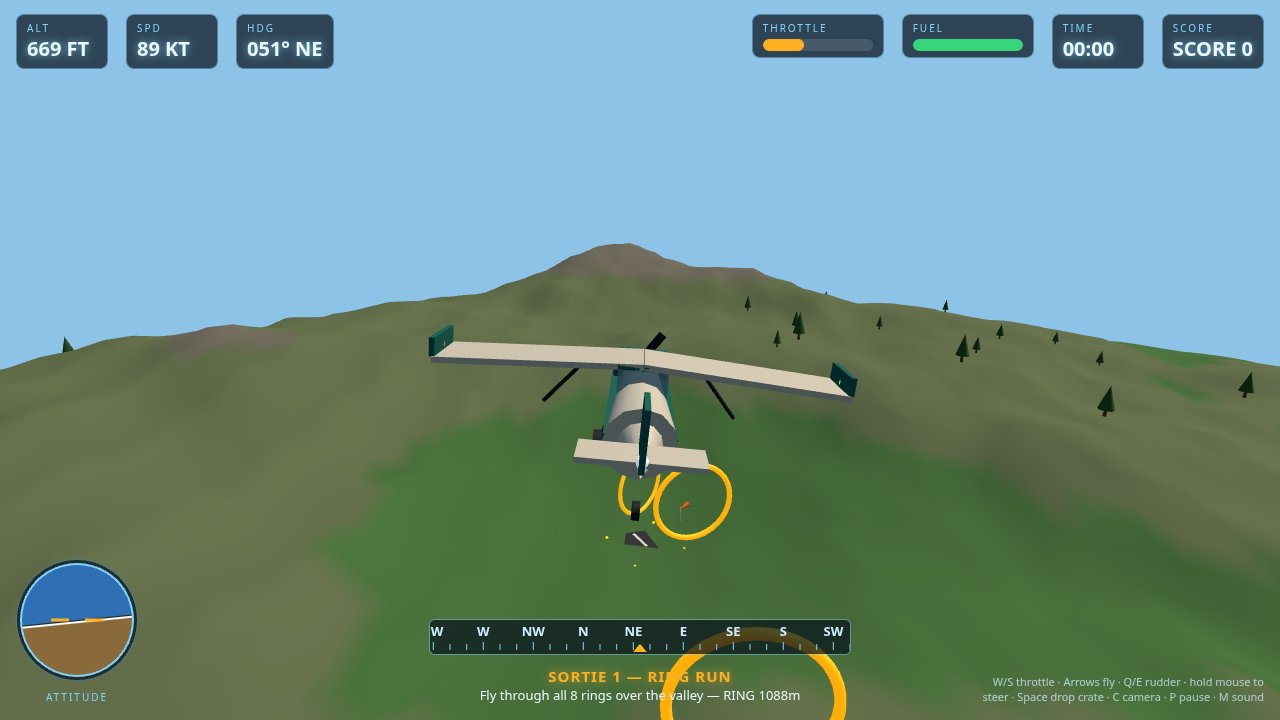 ALT
669 FT
SPD
89 KT
HDG
051° NE
THROTTLE
FUEL
TIME
00:00
SCORE
SCORE 0
W W NW N NE E SE S SW
SORTIE 1 — RING RUN
Fly through all 8 rings over the valley — RING 1088m
ATTITUDE
W/S throttle · Arrows fly · Q/E rudder · hold mouse to
steer · Space drop crate · C camera · P pause · M sound